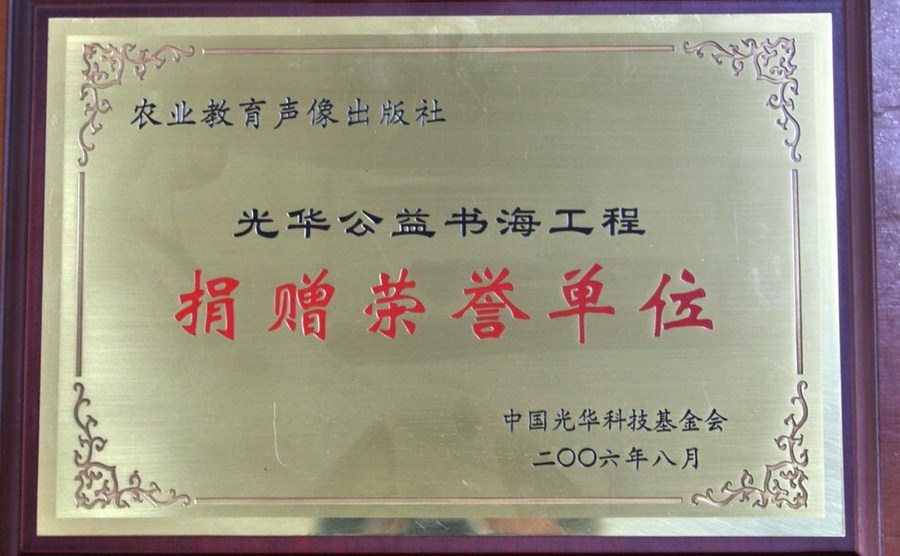 农业教育声像出版社
光华公益书海工程
捐赠荣誉单位
中国光华科技基金会
二〇〇六年八月